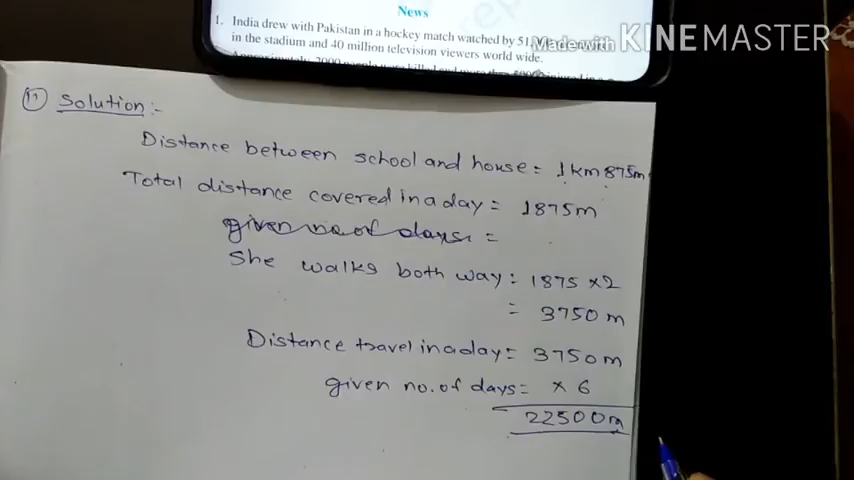 News
1. India drew with Pakistan in a hockey match watched by 51,
in the stadium and 40 million television viewers world wide.
Made with KINEMASTER
11 Solution:-
Distance between school and house = 1km 875m
Total distance covered in a day = 1875m
given no of days =
She walks both way = 1875 × 2
= 3750 m
Distance travel in a day = 3750m
given no. of days = × 6
22500m